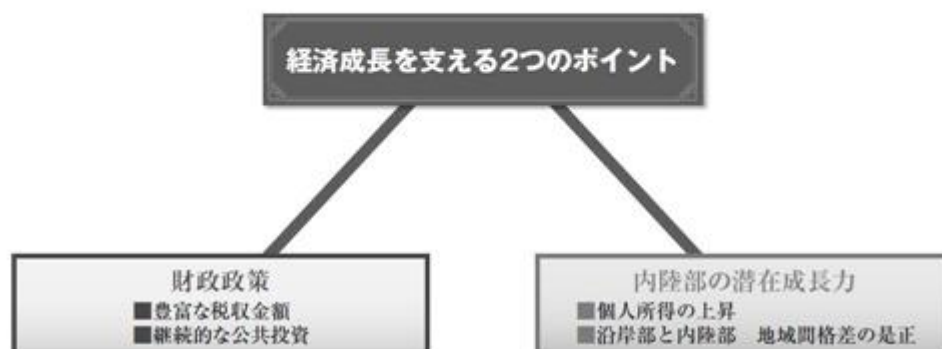 経済成長を支える2つのポイント
財政政策
■豊富な税収金額
■継続的な公共投資
内陸部の潜在成長力
■個人所得の上昇
■沿岸部と内陸部　地域間格差の是正